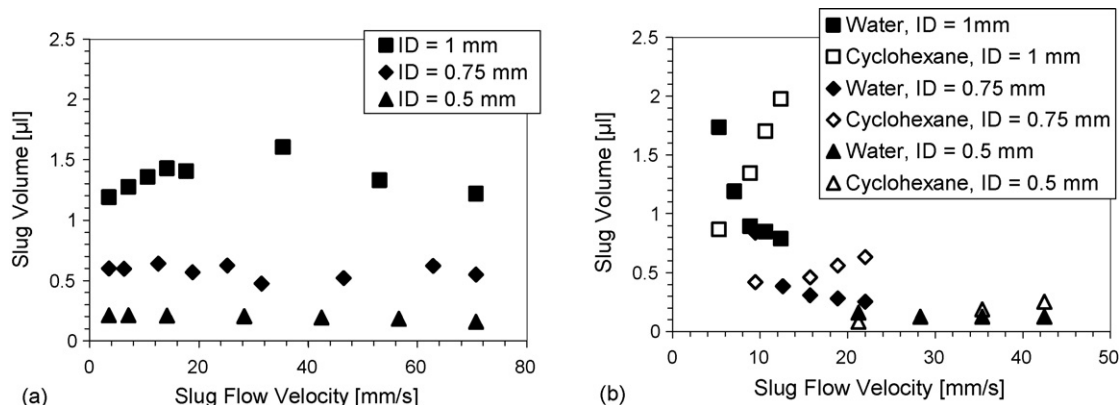 2.5
2
1.5
1
0.5
0
Slug Volume [µl]
ID = 1 mm
ID = 0.75 mm
ID = 0.5 mm
0 20 40 60 80
(a) Slug Flow Velocity [mm/s]
2.5
2
1.5
1
0.5
0
Slug Volume [µl]
Water, ID = 1mm
Cyclohexane, ID = 1 mm
Water, ID = 0.75 mm
Cyclohexane, ID = 0.75 mm
Water, ID = 0.5 mm
Cyclohexane, ID = 0.5 mm
0 10 20 30 40 50
(b) Slug Flow Velocity [mm/s]